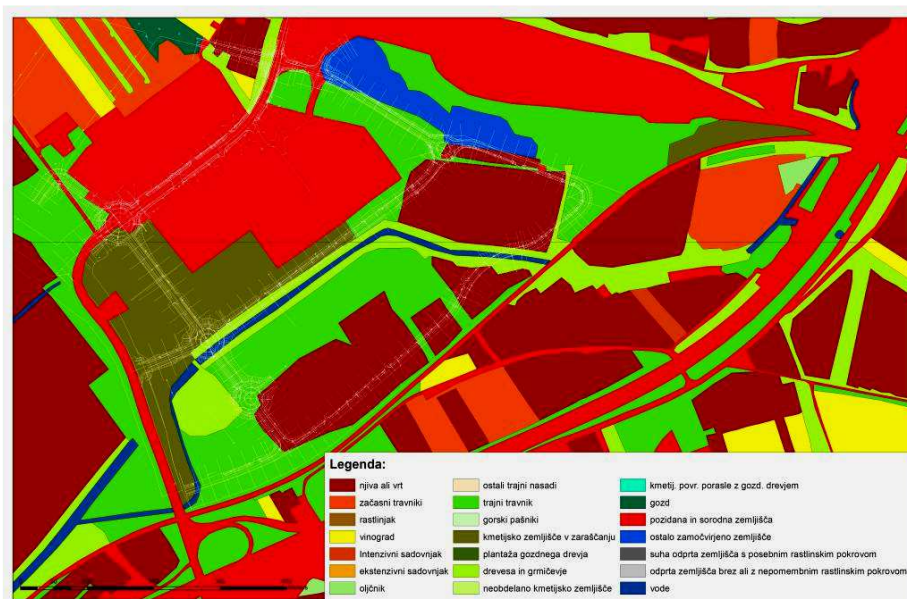 Legenda:
njiva ali vrt
začasni travniki
rastlinjak
vinograd
Intenzivni sadovnjak
ekstenzivni sadovnjak
oljčnik
ostali trajni nasadi
trajni travnik
gorski pašniki
kmetijsko zemljišče v zaraščanju
plantaža gozdnega drevja
drevesa in grmičevje
neobdelano kmetijsko zemljišče
kmetij. povr. porasle z gozd. drevjem
gozd
pozidana in sorodna zemljišča
ostalo zamočvirjeno zemljišče
suha odprta zemljišča s posebnim rastlinskim pokrovom
odprta zemljišča brez ali z nepomembnim rastlinskim pokrovom
vode